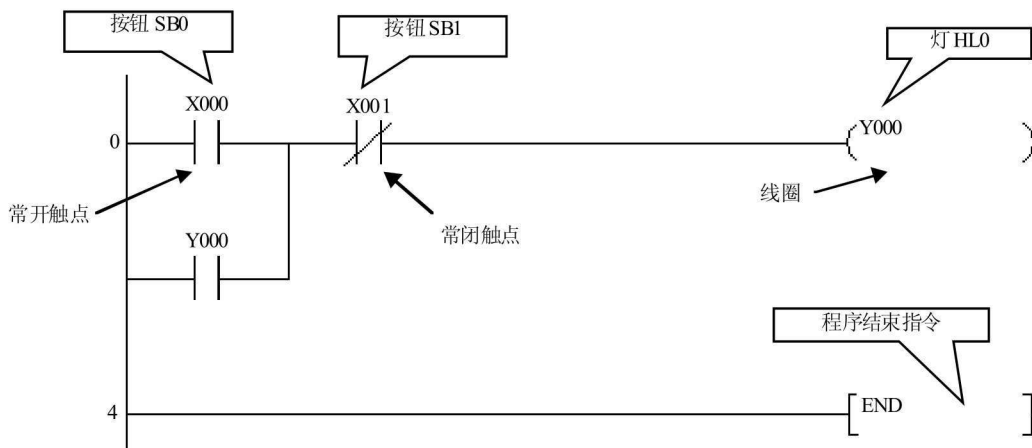 按钮 SB0
按钮 SB1
灯 HL0
X000
X001
Y000
0
常开触点
常闭触点
线圈
Y000
程序结束指令
4
END